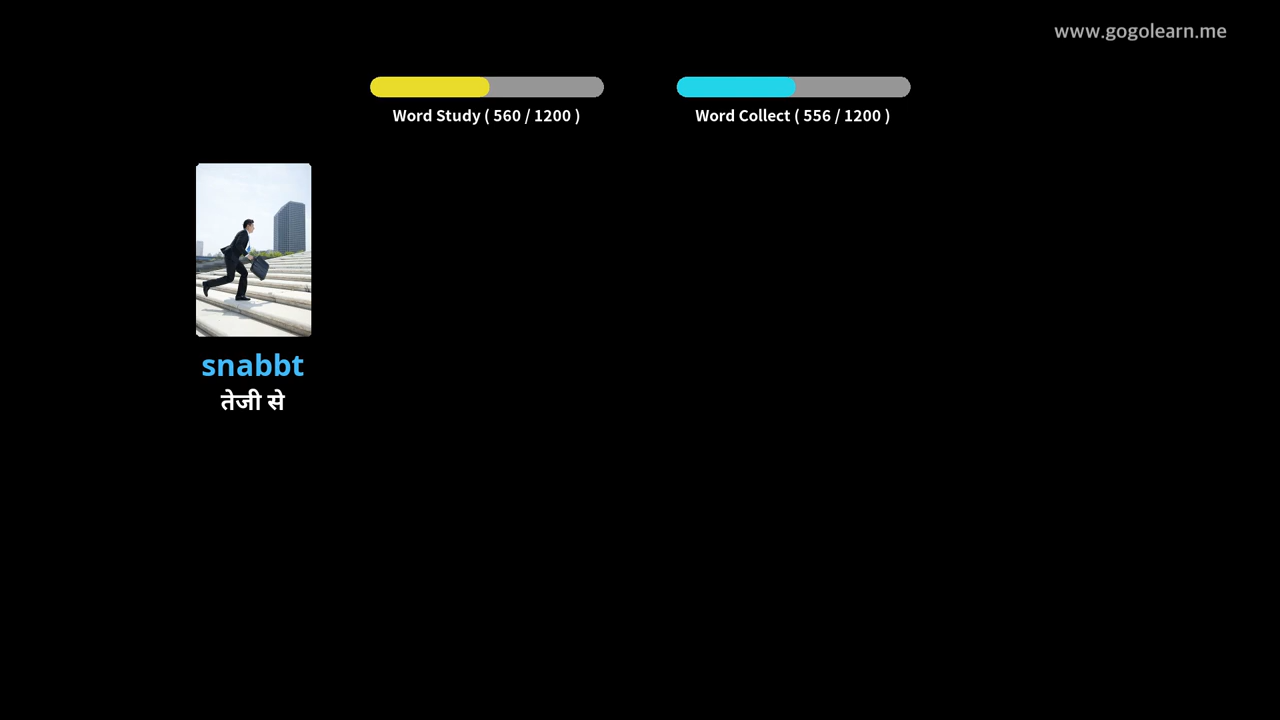 www.gogolearn.me
Word Study ( 560 / 1200 )
Word Collect ( 556 / 1200 )
snabbt
तेजी से